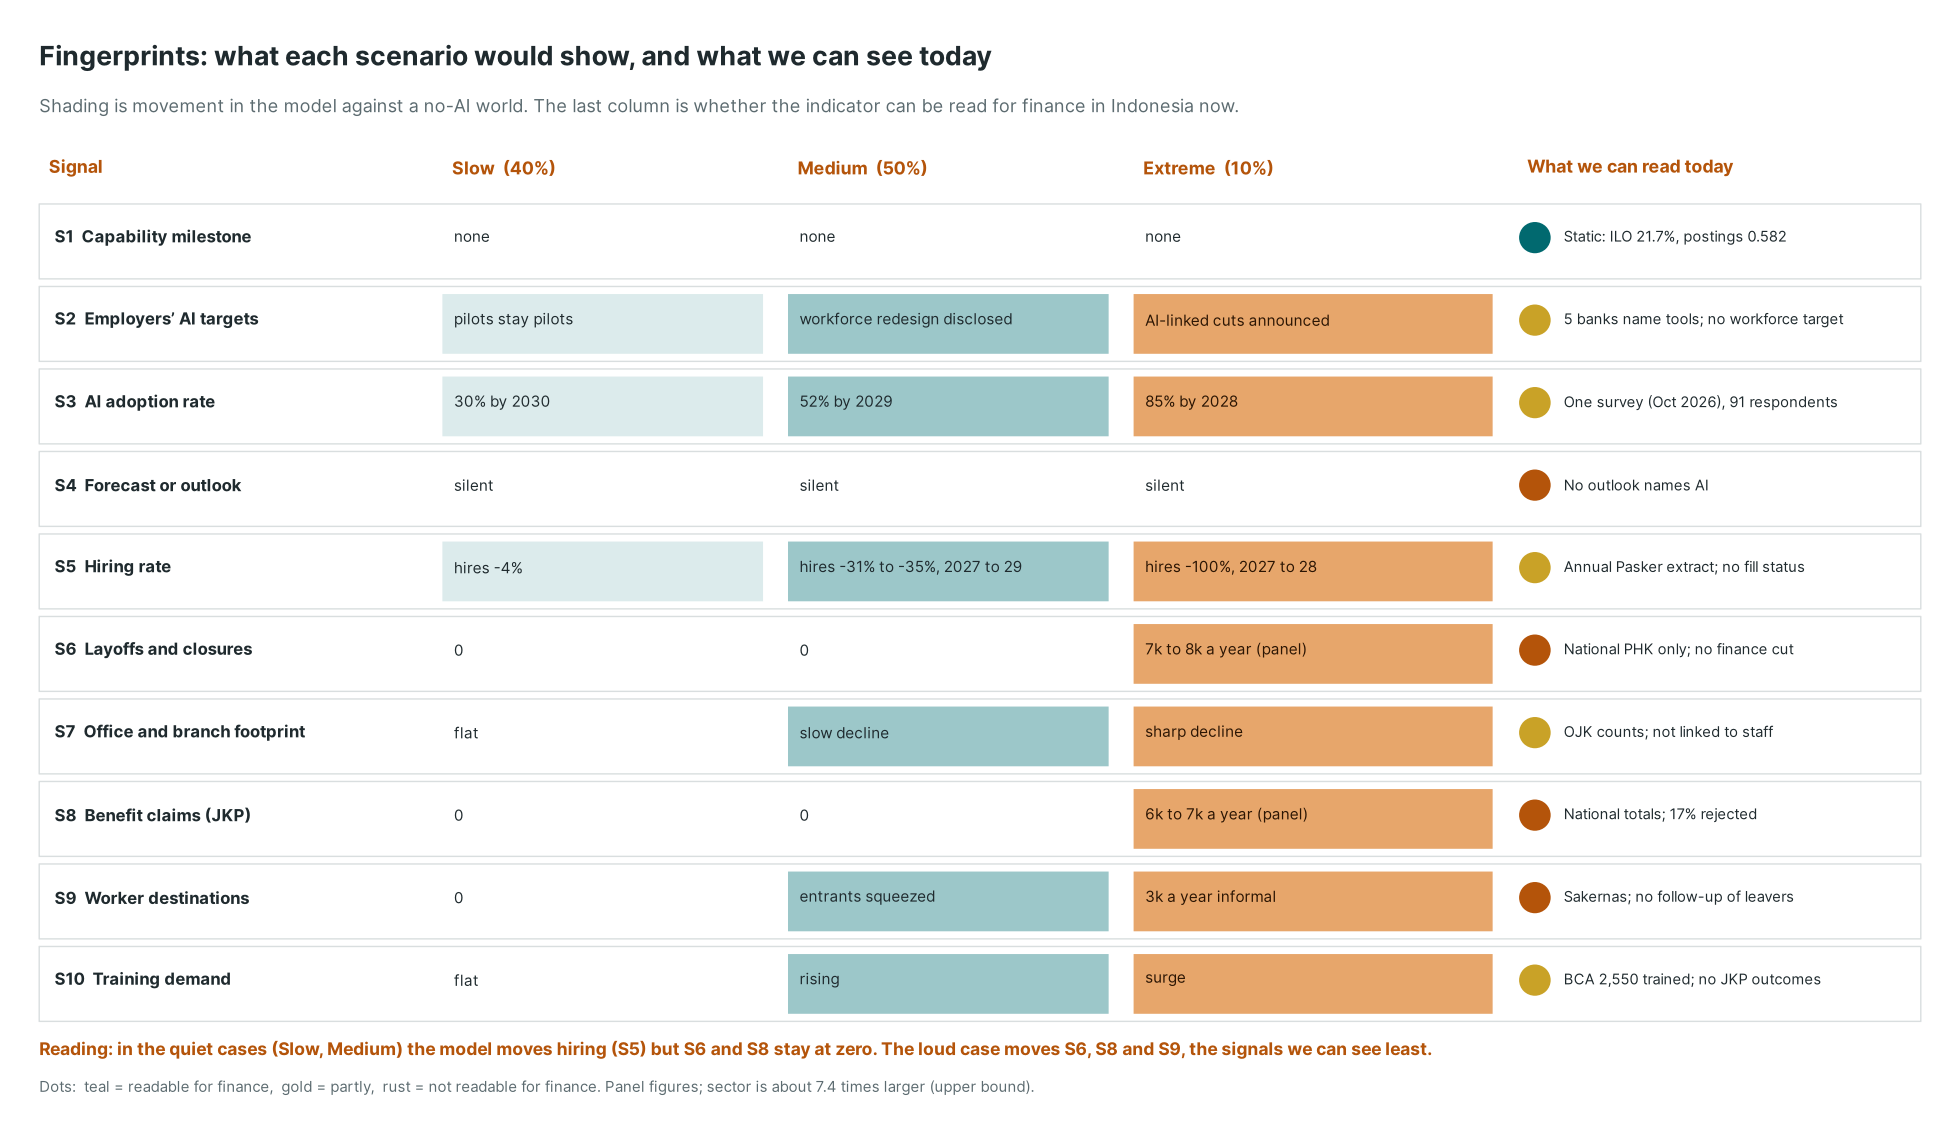 Fingerprints: what each scenario would show, and what we can see today
Shading is movement in the model against a no-AI world. The last column is whether the indicator can be read for finance in Indonesia now.
Signal Slow (40%) Medium (50%) Extreme (10%) What we can read today
S1 Capability milestone none none none Static: ILO 21.7%, postings 0.582
S2 Employers’ AI targets pilots stay pilots workforce redesign disclosed AI-linked cuts announced 5 banks name tools; no workforce target
S3 AI adoption rate 30% by 2030 52% by 2029 85% by 2028 One survey (Oct 2026), 91 respondents
S4 Forecast or outlook silent silent silent No outlook names AI
S5 Hiring rate hires -4% hires -31% to -35%, 2027 to 29 hires -100%, 2027 to 28 Annual Pasker extract; no fill status
S6 Layoffs and closures 0 0 7k to 8k a year (panel) National PHK only; no finance cut
S7 Office and branch footprint flat slow decline sharp decline OJK counts; not linked to staff
S8 Benefit claims (JKP) 0 0 6k to 7k a year (panel) National totals; 17% rejected
S9 Worker destinations 0 entrants squeezed 3k a year informal Sakernas; no follow-up of leavers
S10 Training demand flat rising surge BCA 2,550 trained; no JKP outcomes
Reading: in the quiet cases (Slow, Medium) the model moves hiring (S5) but S6 and S8 stay at zero. The loud case moves S6, S8 and S9, the signals we can see least.
Dots: teal = readable for finance, gold = partly, rust = not readable for finance. Panel figures; sector is about 7.4 times larger (upper bound).